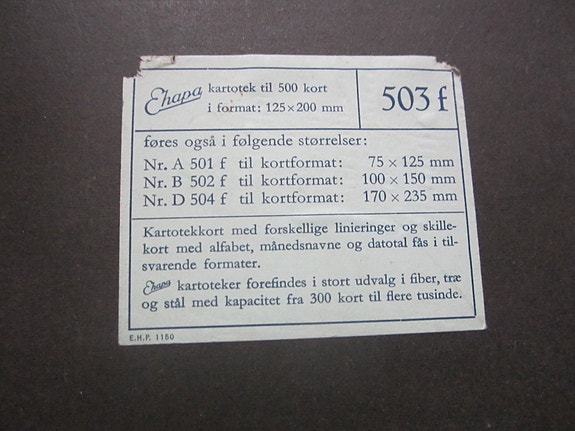 Ehapa kartotek til 500 kort
i format: 125 × 200 mm
503 f
føres også i følgende størrelser:
Nr. A 501 f til kortformat: 75 × 125 mm
Nr. B 502 f til kortformat: 100 × 150 mm
Nr. D 504 f til kortformat: 170 × 235 mm
Kartotekkort med forskellige linieringer og skille-
kort med alfabet, månedsnavne og datotal fås i til-
svarende formater.
Ehapa kartoteker forefindes i stort udvalg i fiber, træ
og stål med kapacitet fra 300 kort til flere tusinde.
E.H.P. 1150